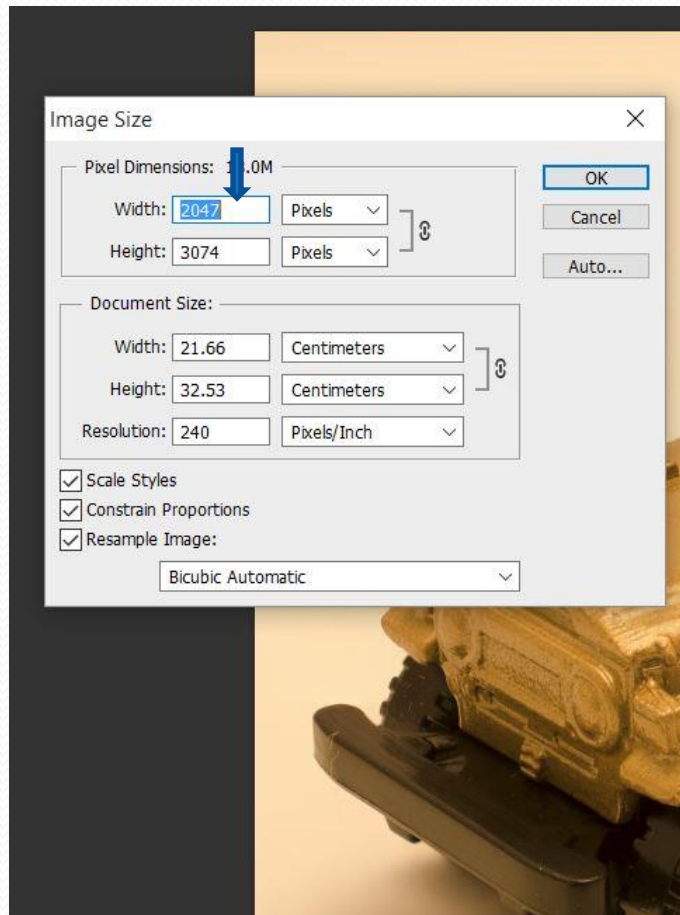 Image Size
Pixel Dimensions: .0M
Width: 2047 Pixels
Height: 3074 Pixels
Document Size:
Width: 21.66 Centimeters
Height: 32.53 Centimeters
Resolution: 240 Pixels/Inch
Scale Styles
Constrain Proportions
Resample Image:
Bicubic Automatic
OK
Cancel
Auto...